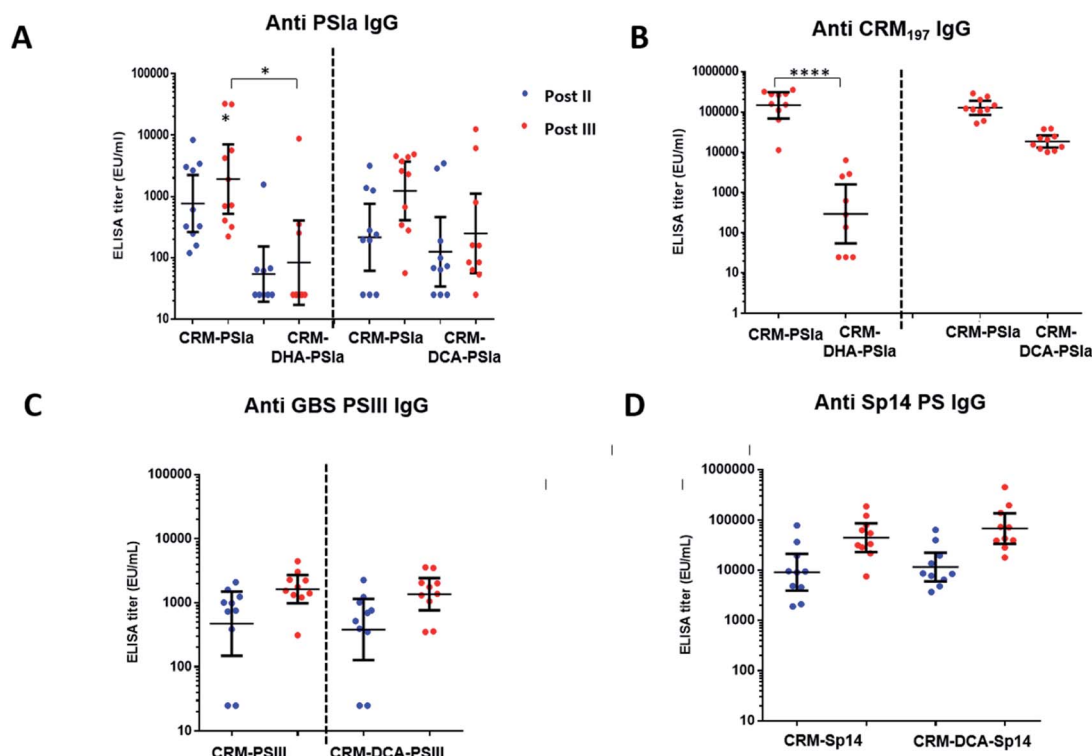 A
Anti PSIa IgG
ELISA titer (EU/ml)
100000
10000
1000
100
10
*
*
CRM-PSIa
CRM-
DHA-PSIa
CRM-PSIa
CRM-
DCA-PSIa
Post II
Post III
B
Anti CRM197 IgG
ELISA titer (EU/ml)
1000000
100000
10000
1000
100
10
1
****
CRM-PSIa
CRM-
DHA-PSIa
CRM-PSIa
CRM-
DCA-PSIa
C
Anti GBS PSIII IgG
ELISA titer (EU/mL)
100000
10000
1000
100
10
CRM-PSIII
CRM-DCA-PSIII
D
Anti Sp14 PS IgG
ELISA titer (EU/mL)
1000000
100000
10000
1000
100
10
CRM-Sp14
CRM-DCA-Sp14